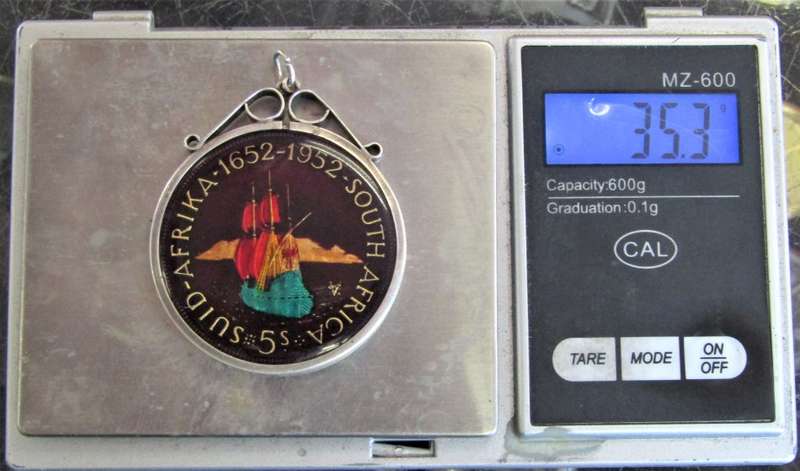 SUID-AFRIKA·1652-1952·SOUTH AFRICA
:: 5s ::
MZ-600
35.3 g
Capacity:600g
Graduation:0.1g
CAL
TARE MODE ON/OFF